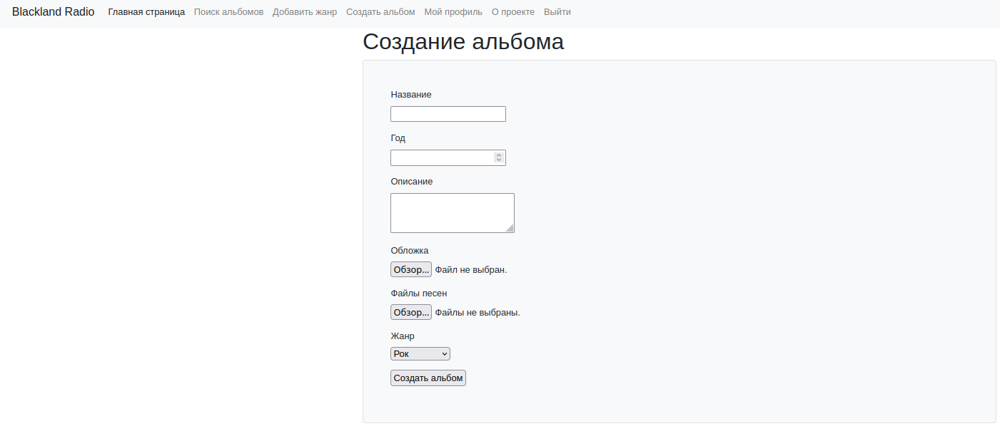 Blackland Radio Главная страница Поиск альбомов Добавить жанр Создать альбом Мой профиль О проекте Выйти
Создание альбома
Название
Год
Описание
Обложка
Обзор... Файл не выбран.
Файлы песен
Обзор... Файлы не выбраны.
Жанр
Рок
Создать альбом